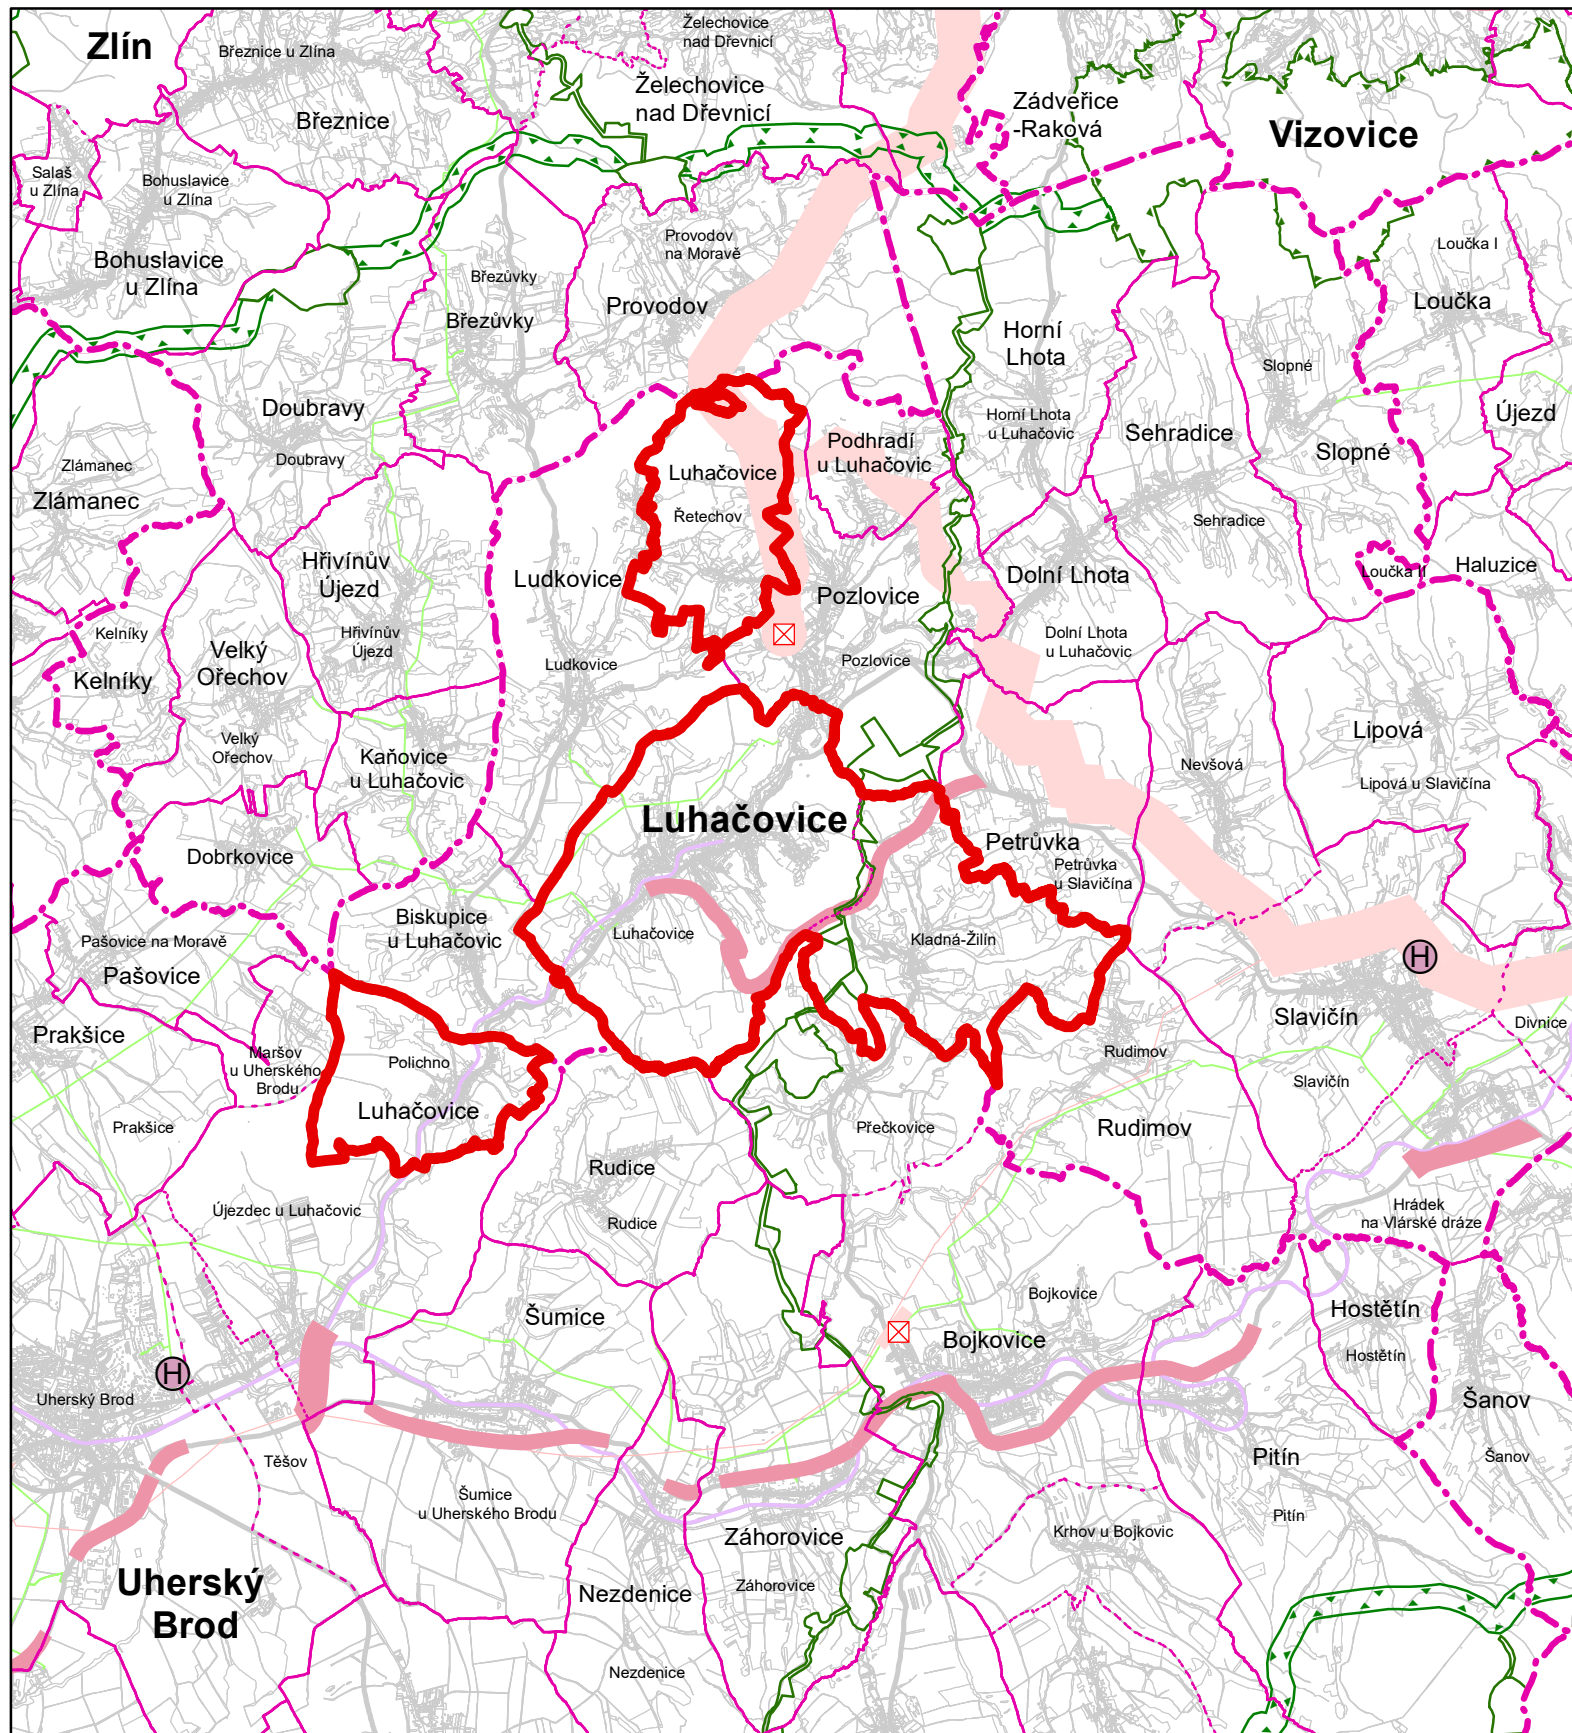 Zlín
Březnice u Zlína
Želechovice
nad Dřevnicí
Želechovice
nad Dřevnicí
Březnice
Zádveřice
-Raková
Vizovice
Salaš
u Zlína
Bohuslavice
u Zlína
Bohuslavice
u Zlína
Březůvky
Březůvky
Provodov
na Moravě
Provodov
Loučka I
Loučka
Horní
Lhota
Slopné
Doubravy
Doubravy
Horní Lhota
u Luhačovic
Sehradice
Slopné
Újezd
Podhradí
u Luhačovic
Zlámanec
Zlámanec
Luhačovice
Řetechov
Sehradice
Hřivínův
Újezd
Ludkovice
Dolní Lhota
Loučka II
Haluzice
Pozlovice
Kelníky
Kelníky
Velký
Ořechov
Hřivínův
Újezd
Ludkovice
Pozlovice
Dolní Lhota
u Luhačovic
Velký
Ořechov
Kaňovice
u Luhačovic
Lipová
Nevšová
Lipová u Slavičína
Luhačovice
Dobrkovice
Petrůvka
Petrůvka
u Slavičína
Biskupice
u Luhačovic
Luhačovice
Kladná-Žilín
Pašovice na Moravě
Pašovice
H
Prakšice
Slavičín
Divnice
Maršov
u Uherského
Brodu
Polichno
Rudimov
Slavičín
Luhačovice
Prakšice
Přečkovice
Rudimov
Rudice
Rudice
Újezdec u Luhačovic
Hrádek
na Vlárské dráze
Šumice
Bojkovice
Bojkovice
Hostětín
Hostětín
H
Uherský Brod
Šanov
Šanov
Těšov
Pitín
Pitín
Šumice
u Uherského Brodu
Záhorovice
Záhorovice
Krhov u Bojkovic
Uherský
Brod
Nezdenice
Nezdenice